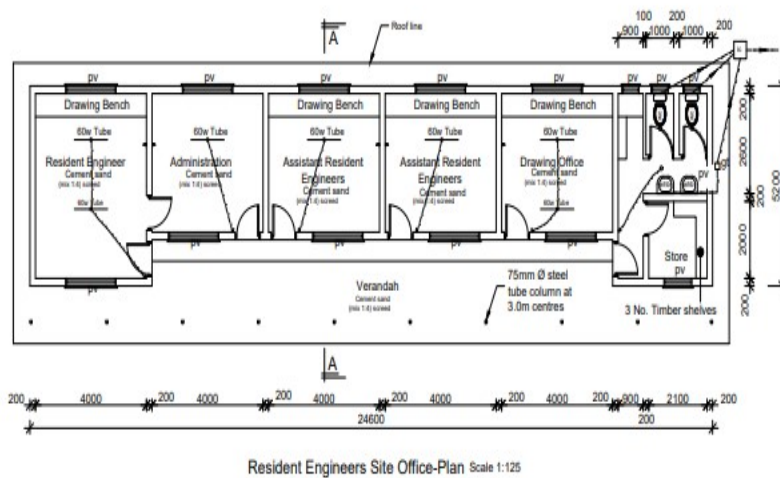 100 200
900 1000 1000 200
A
Roof line
pv pv pv pv pv pv pv pv
Drawing Bench Drawing Bench Drawing Bench Drawing Bench Drawing Bench
60w Tube 60w Tube 60w Tube 60w Tube 60w Tube
Resident Engineer
Cement sand
(mix 1:4) screed
60w Tube
Administration
Cement sand
(mix 1:4) screed
Assistant Resident
Engineers
Cement sand
(mix 1:4) screed
Assistant Resident
Engineers
Cement sand
(mix 1:4) screed
Drawing Office
Cement sand
(mix 1:4) screed
60w Tube
pv
200
2600
200
5200
2000
200
pv pv pv pv
Store
pv
pv
Verandah
Cement sand
(mix 1:4) screed
75mm Ø steel
tube column at
3.0m centres
3 No. Timber shelves
A
200 4000 200 4000 200 4000 200 4000 200 4000 200 900 2100 200
24600 200
Resident Engineers Site Office-Plan Scale 1:125